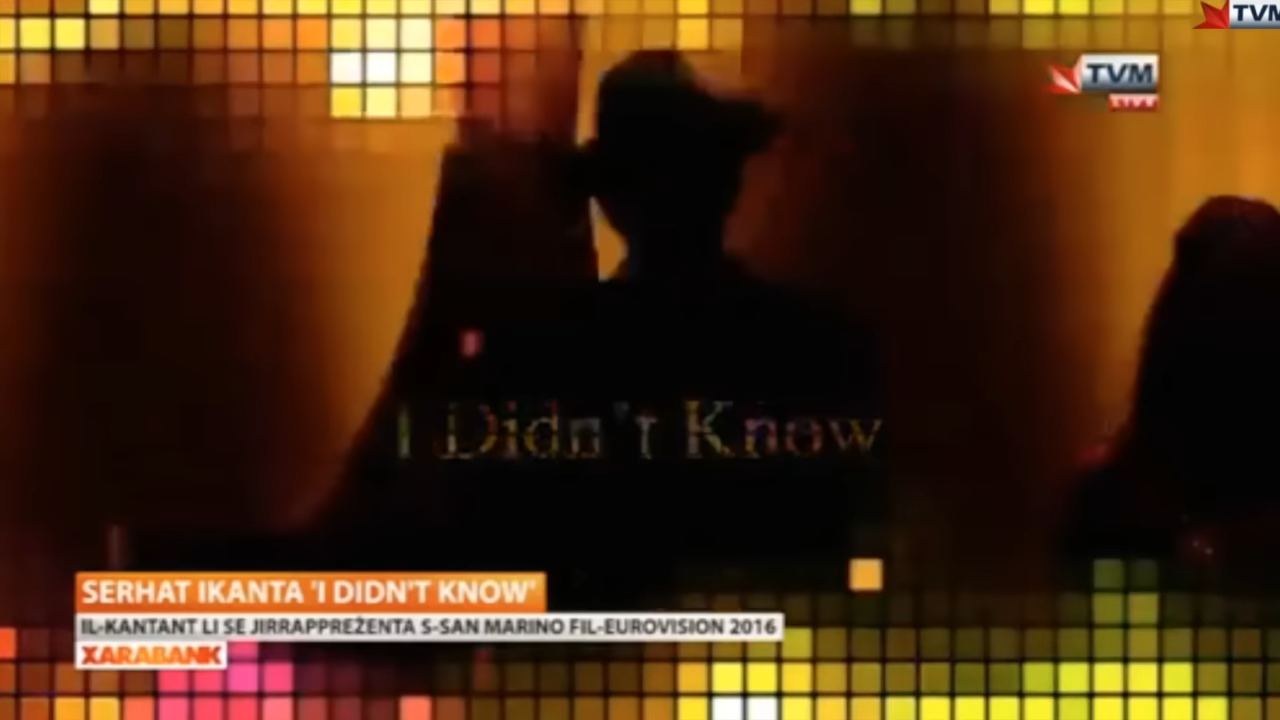 TVM
TVM
LIVE
I Didn't Know
SERHAT IKANTA 'I DIDN'T KNOW'
IL-KANTANT LI SE JIRRAPPREŻENTA S-SAN MARINO FIL-EUROVISION 2016
XARABANK